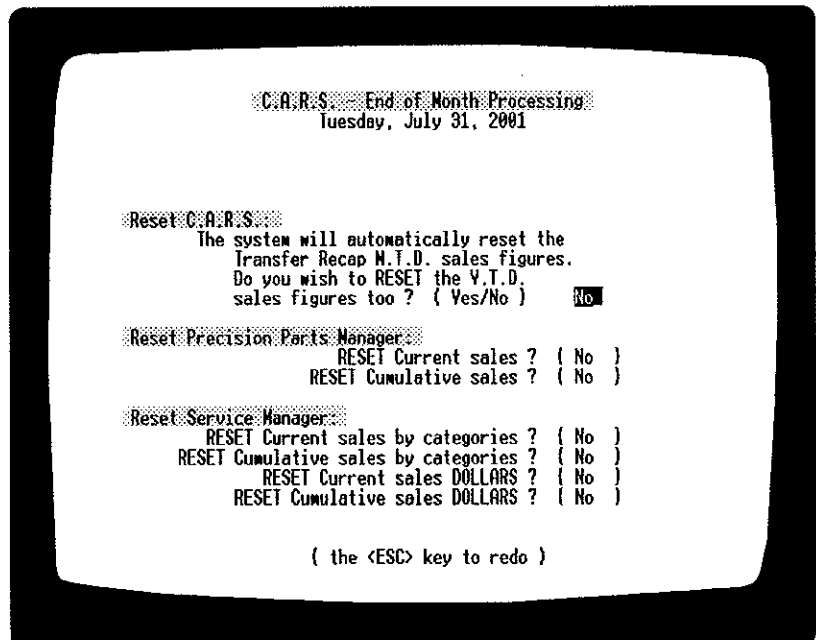 C.A.R.S. - End of Month Processing
Tuesday, July 31, 2001
Reset C.A.R.S.:
The system will automatically reset the
Transfer Recap M.T.D. sales figures.
Do you wish to RESET the Y.T.D.
sales figures too ? ( Yes/No ) No
Reset Precision Parts Manager:
RESET Current sales ? ( No )
RESET Cumulative sales ? ( No )
Reset Service Manager:
RESET Current sales by categories ? ( No )
RESET Cumulative sales by categories ? ( No )
RESET Current sales DOLLARS ? ( No )
RESET Cumulative sales DOLLARS ? ( No )
( the <ESC> key to redo )